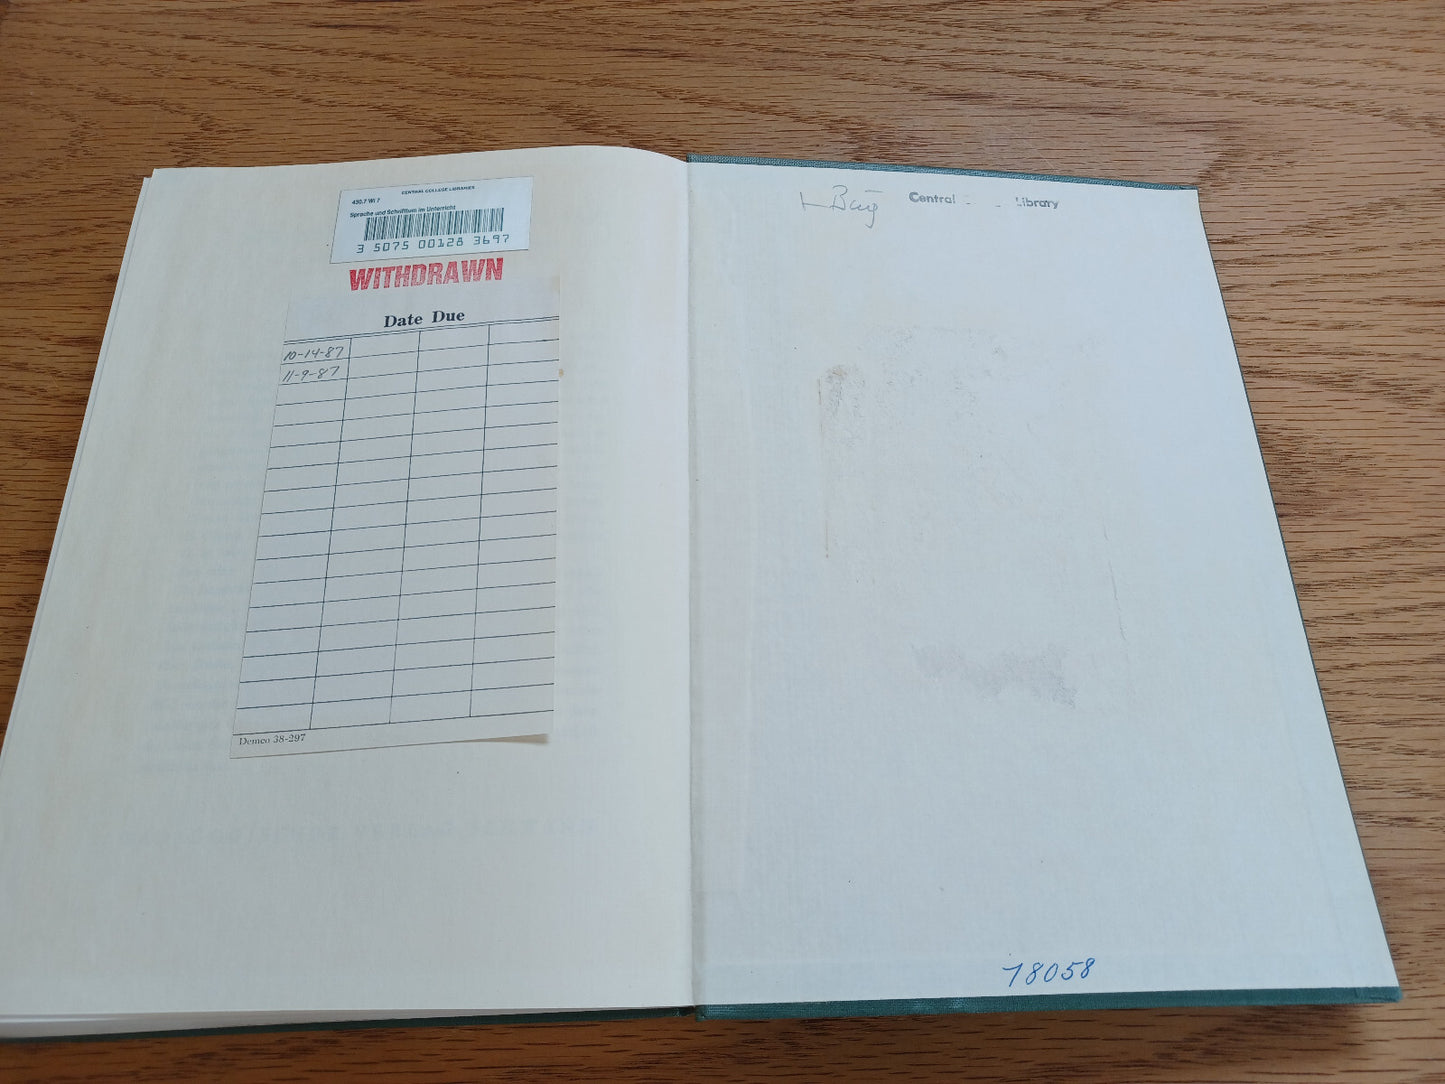 CENTRAL COLLEGE LIBRARIES
430.7 Wi 7
Sprache und Schrifttum im Unterricht
3 5075 00128 3697
WITHDRAWN
Date Due
10-14-87
11-9-87
Demco 38-297
Central Library
78058